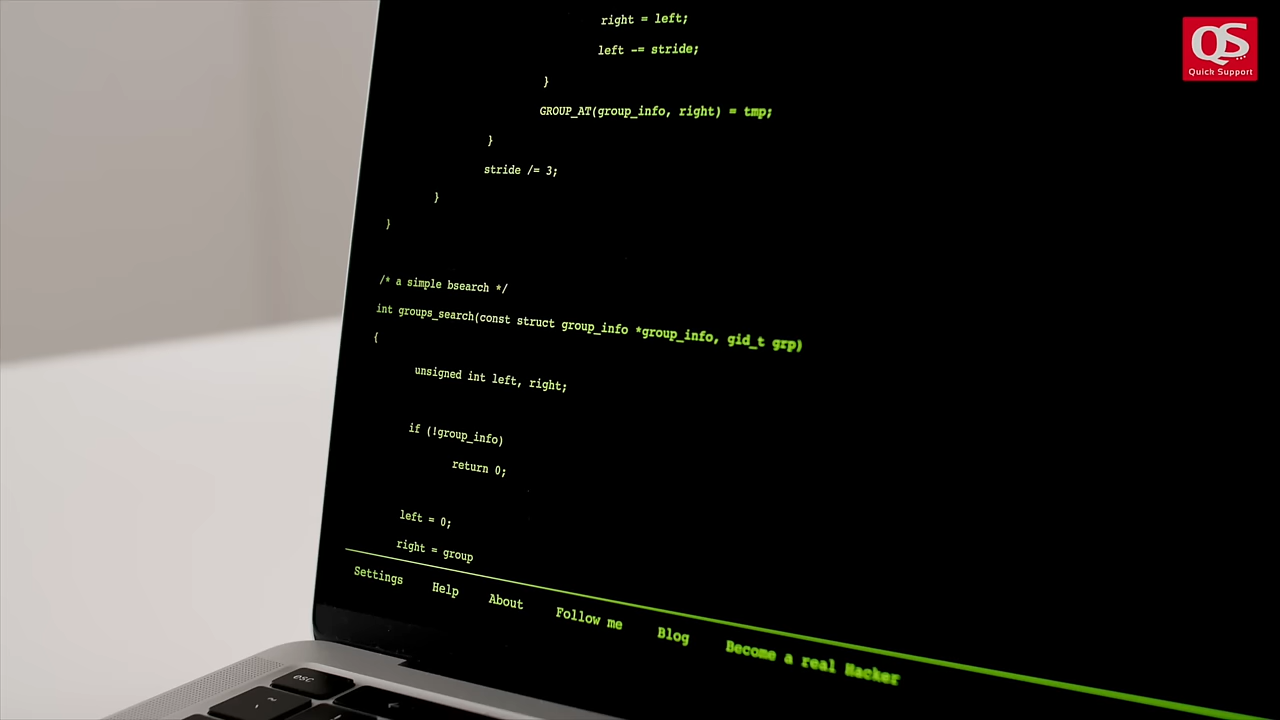 right = left;
left -= stride;
}
GROUP_AT(group_info, right) = tmp;
}
stride /= 3;
}
}
/* a simple bsearch */
int groups_search(const struct group_info *group_info, gid_t grp)
{
unsigned int left, right;
if (!group_info)
return 0;
left = 0;
right = group
Settings Help About Follow me Blog Become a real Hacker
esc
~
QS
Quick Support